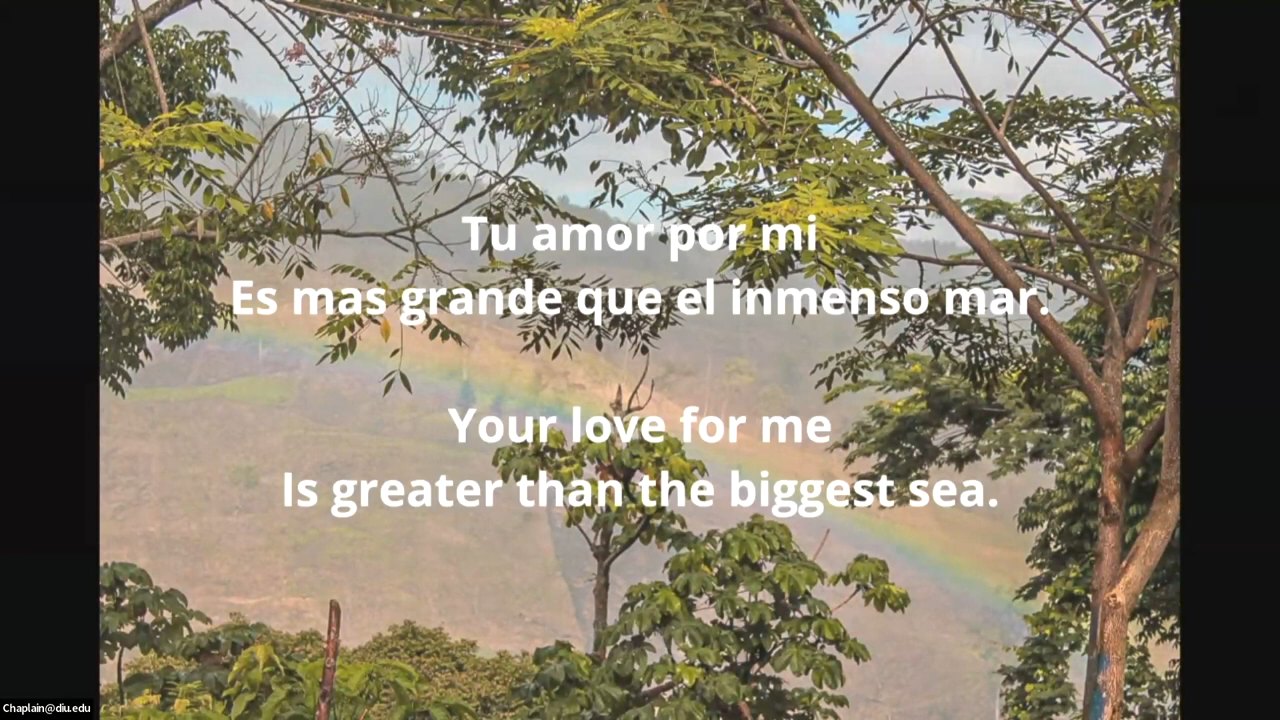 Tu amor por mi
Es mas grande que el inmenso mar.
Your love for me
Is greater than the biggest sea.
Chaplain@diu.edu